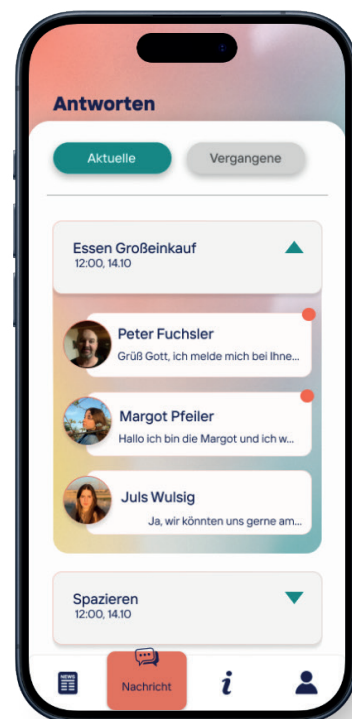 Antworten
Aktuelle
Vergangene
Essen Großeinkauf
12:00, 14.10
Peter Fuchsler
Grüß Gott, ich melde mich bei Ihne...
Margot Pfeiler
Hallo ich bin die Margot und ich w...
Juls Wulsig
Ja, wir könnten uns gerne am...
Spazieren
12:00, 14.10
NEWS
Nachricht
i